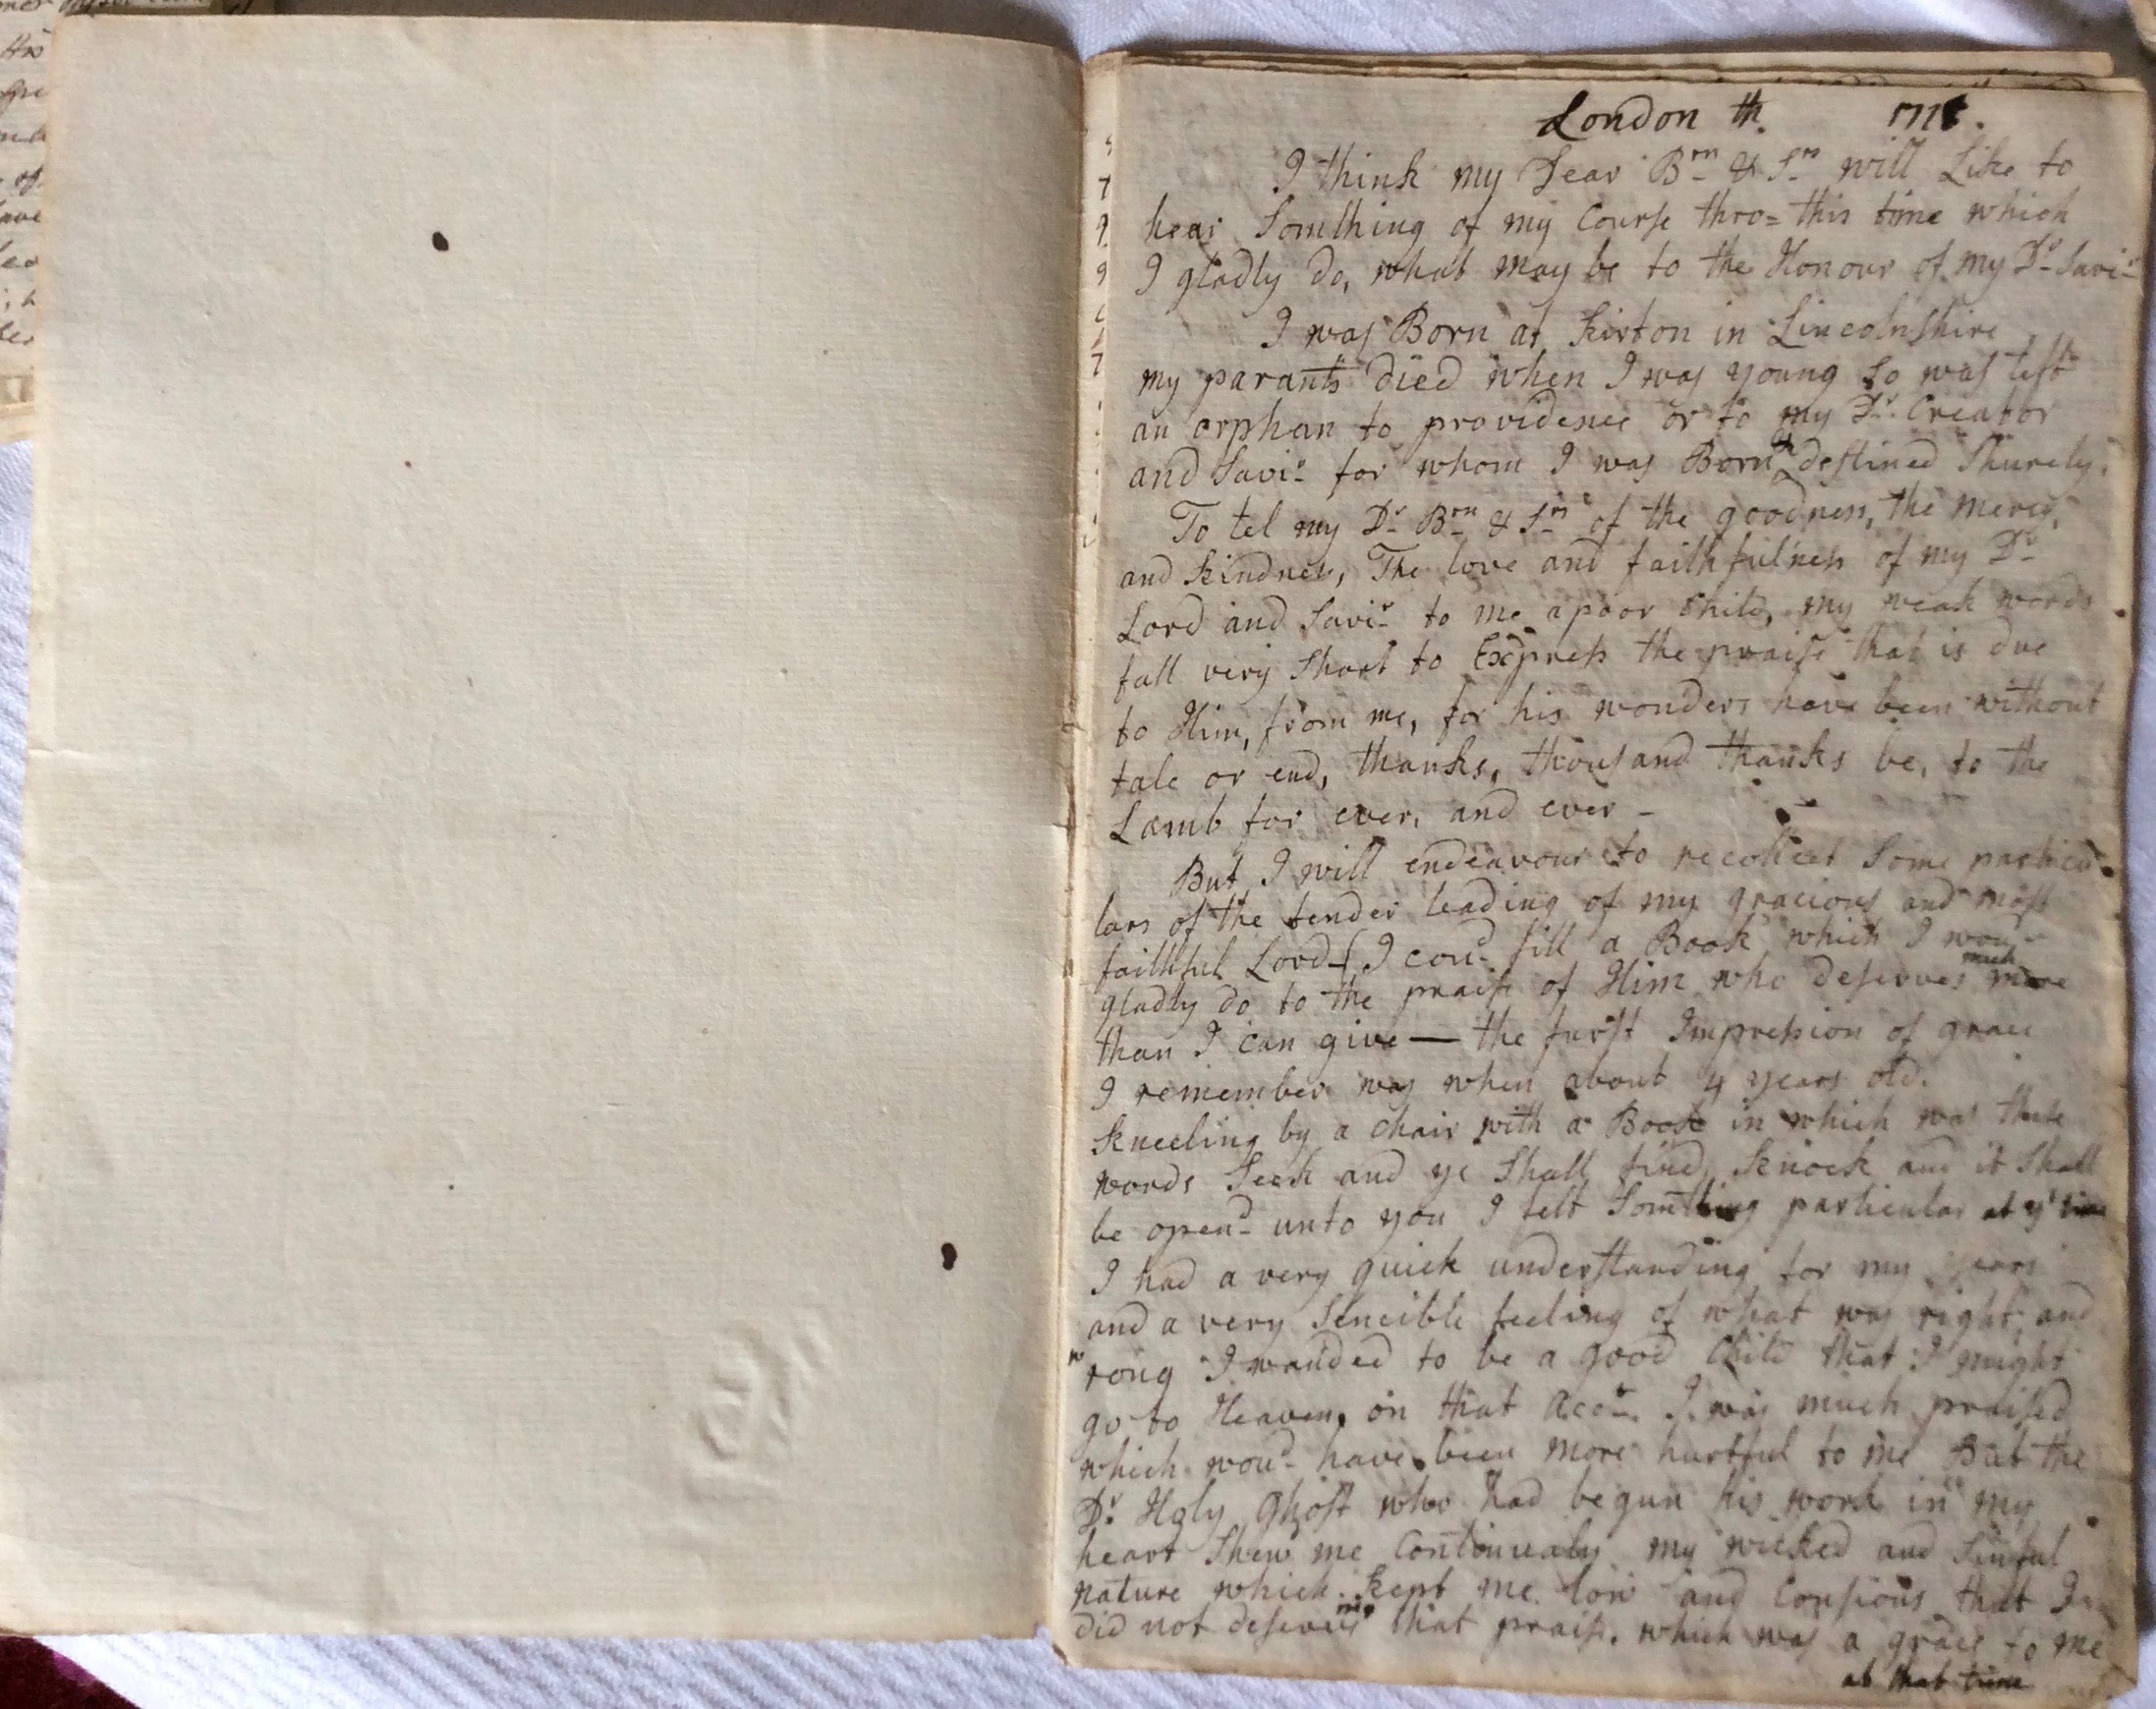 London th. 177
I think my Dear Brn & Srs will Like to
hear Somthing of my Course thro= this time which
I gladly do, what may be to the Honour of my Dr Savir
I was Born at Kirton in Lincolnshire
my parants died when I was young so was left
an orphan to providence or to my Dr. Creator
and Savir for whom I was Born & destined Shurely.
To tel my Dr Brn & Srs of the goodness, the mercy,
and kindness, The love and faithfulness of my Dr
Lord and Savir to me a poor Child, my weak words
fall very Short to Express the praise that is due
to Him, from me, for his wonders have been without
tale or end, thanks, thousand thanks be, to the
Lamb for ever, and ever -
But I will endeavour to recollect Some particu-
lars of the tender leading of my gracious and most
faithful Lord ( I coud fill a Book which I woud
gladly do to the praise of Him who deserves much more
than I can give — the furst Impression of grace
I remember was when about 4 years old.
kneeling by a chair with a Book in which was these
words Seek and ye Shall find, knock and it Shall
be opend unto you I felt Somthing particular at yt time
I had a very quick understanding for my years
and a very Sencible feeling of what was right and
wrong I wanded to be a good Child that I might
go to Heaven, on that Acct. I was much praised
which woud have been more hurtful to me But the
Dr Holy Ghost who had begun his work in my
heart Shew me Continualy my wicked and Sinful
nature which kept me low and Consious that I
did not deserve that praise, which was a grace to me
at that time